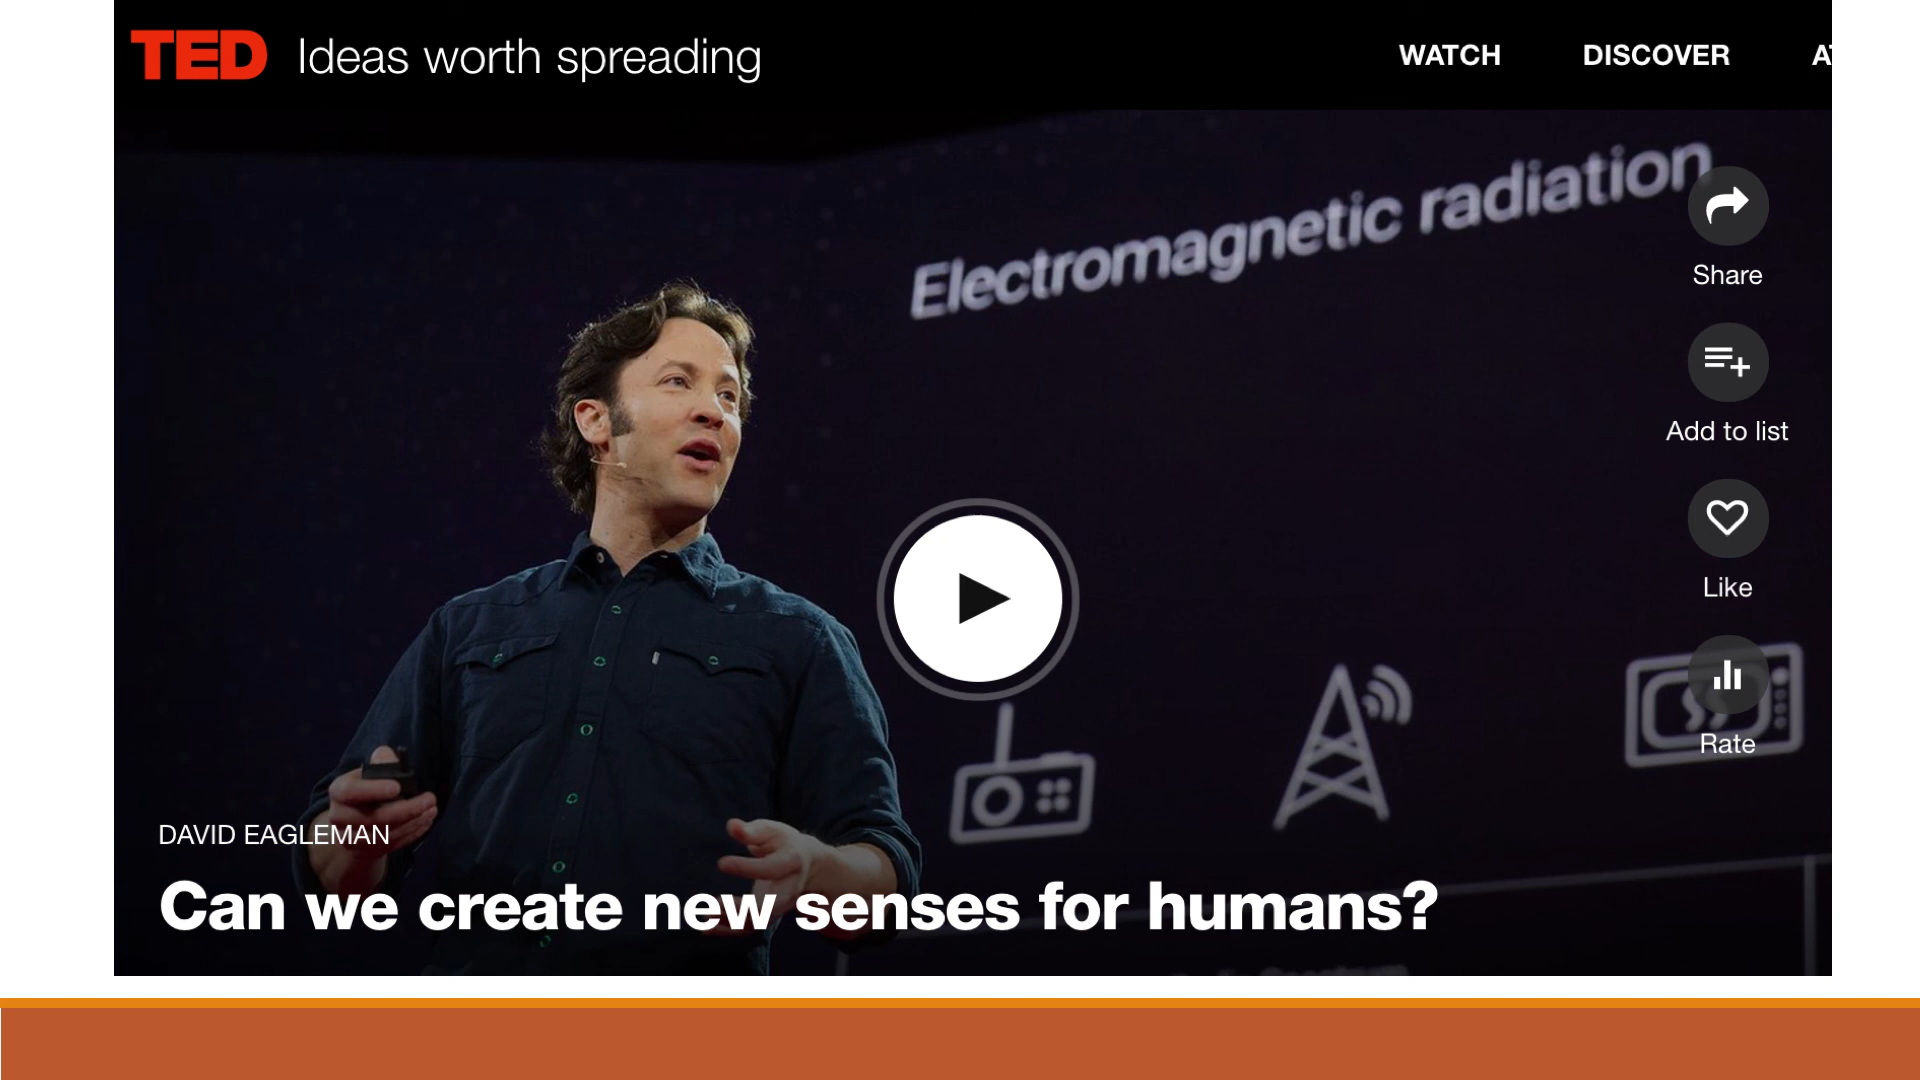 TED Ideas worth spreading WATCH DISCOVER
Electromagnetic radiation
Share
Add to list
Like
Rate
DAVID EAGLEMAN
Can we create new senses for humans?